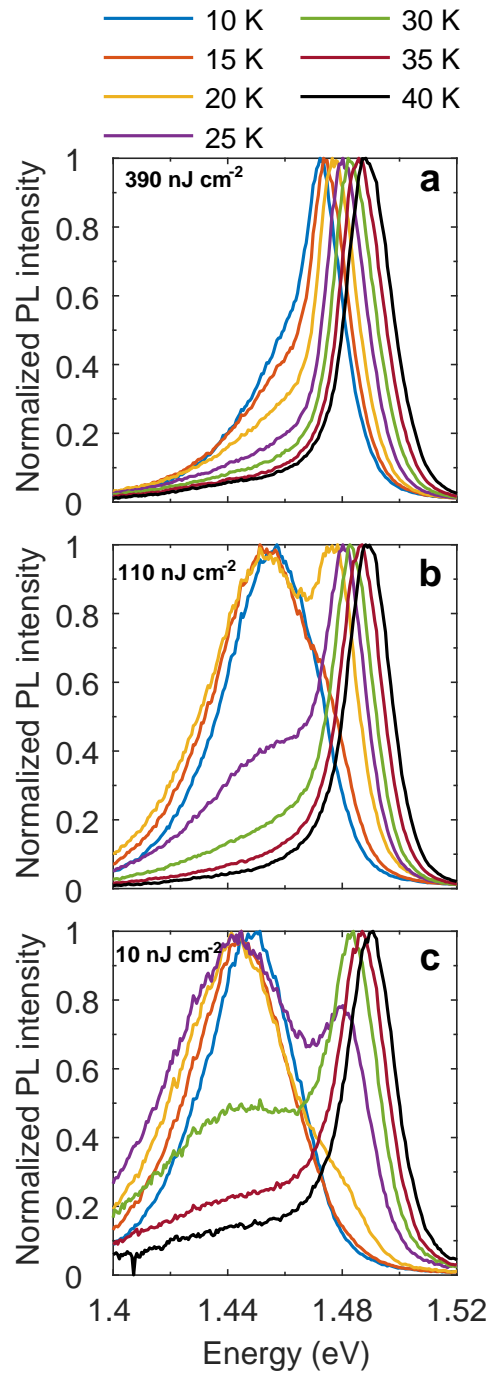 10 K 30 K
15 K 35 K
20 K 40 K
25 K
390 nJ cm-2 a
1
0.8
0.6
0.4
0.2
0
Normalized PL intensity
110 nJ cm-2 b
1
0.8
0.6
0.4
0.2
0
Normalized PL intensity
10 nJ cm-2 c
1
0.8
0.6
0.4
0.2
0
Normalized PL intensity
1.4 1.44 1.48 1.52
Energy (eV)